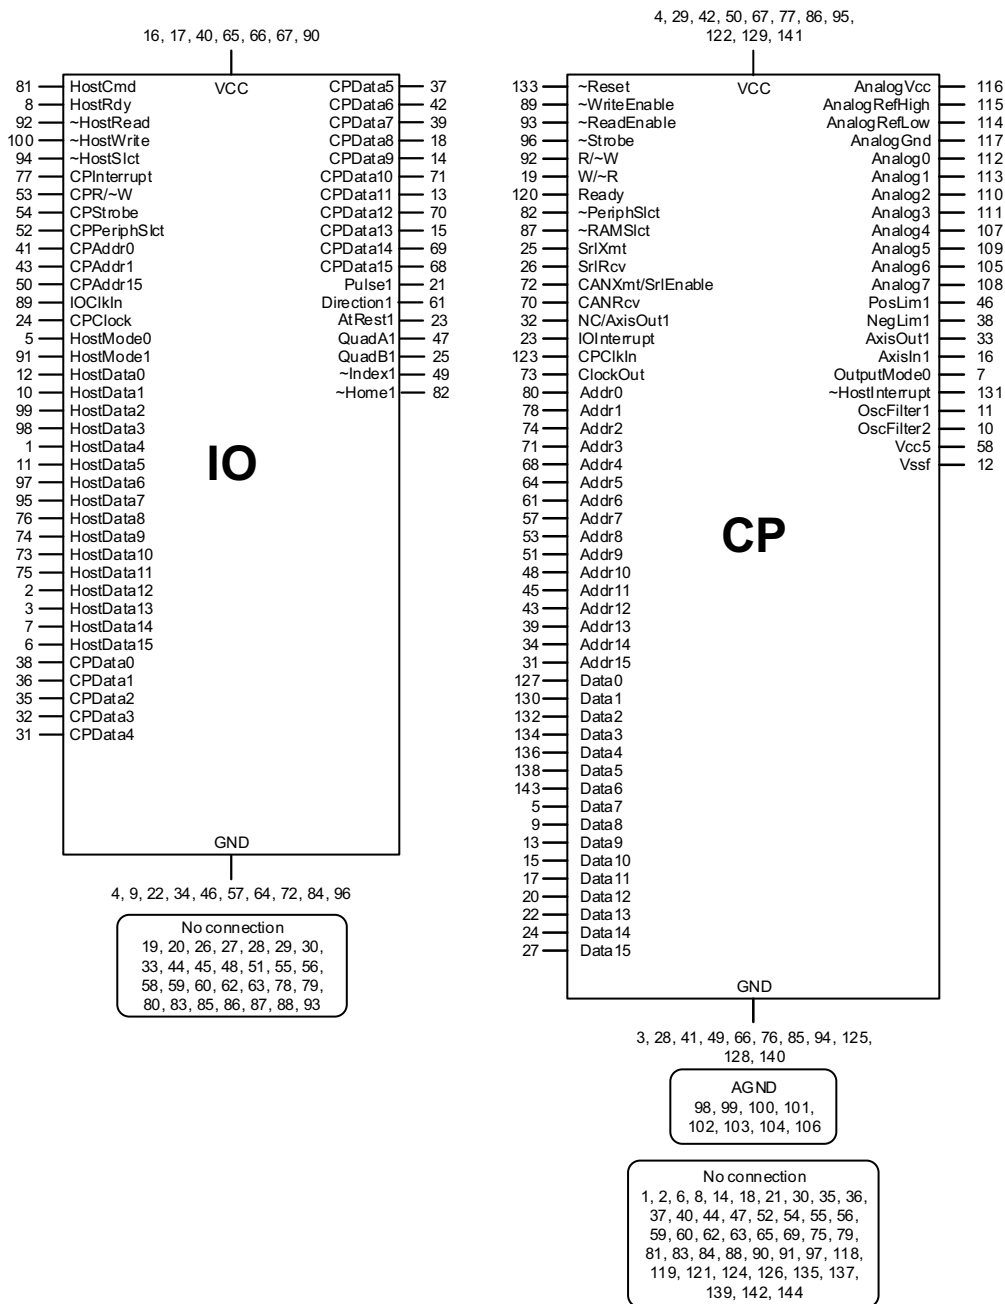 16, 17, 40, 65, 66, 67, 90
VCC
81 HostCmd
8 HostRdy
92 ~HostRead
100 ~HostWrite
94 ~HostSlct
77 CPInterrupt
53 CPR/~W
54 CPStrobe
52 CPPeriphSlct
41 CPAddr0
43 CPAddr1
50 CPAddr15
89 IOClkIn
24 CPClock
5 HostMode0
91 HostMode1
12 HostData0
10 HostData1
99 HostData2
98 HostData3
1 HostData4
11 HostData5
97 HostData6
95 HostData7
76 HostData8
74 HostData9
73 HostData10
75 HostData11
2 HostData12
3 HostData13
7 HostData14
6 HostData15
38 CPData0
36 CPData1
35 CPData2
32 CPData3
31 CPData4
CPData5 37
CPData6 42
CPData7 39
CPData8 18
CPData9 14
CPData10 71
CPData11 13
CPData12 70
CPData13 15
CPData14 69
CPData15 68
Pulse1 21
Direction1 61
AtRest1 23
QuadA1 47
QuadB1 25
~Index1 49
~Home1 82
IO
GND
4, 9, 22, 34, 46, 57, 64, 72, 84, 96
No connection
19, 20, 26, 27, 28, 29, 30,
33, 44, 45, 48, 51, 55, 56,
58, 59, 60, 62, 63, 78, 79,
80, 83, 85, 86, 87, 88, 93
4, 29, 42, 50, 67, 77, 86, 95,
122, 129, 141
VCC
133 ~Reset
89 ~WriteEnable
93 ~ReadEnable
96 ~Strobe
92 R/~W
19 W/~R
120 Ready
82 ~PeriphSlct
87 ~RAMSlct
25 SrlXmt
26 SrlRcv
72 CANXmt/SrlEnable
70 CANRcv
32 NC/AxisOut1
23 IOInterrupt
123 CPClkIn
73 ClockOut
80 Addr0
78 Addr1
74 Addr2
71 Addr3
68 Addr4
64 Addr5
61 Addr6
57 Addr7
53 Addr8
51 Addr9
48 Addr10
45 Addr11
43 Addr12
39 Addr13
34 Addr14
31 Addr15
127 Data0
130 Data1
132 Data2
134 Data3
136 Data4
138 Data5
143 Data6
5 Data7
9 Data8
13 Data9
15 Data10
17 Data11
20 Data12
22 Data13
24 Data14
27 Data15
AnalogVcc 116
AnalogRefHigh 115
AnalogRefLow 114
AnalogGnd 117
Analog0 112
Analog1 113
Analog2 110
Analog3 111
Analog4 107
Analog5 109
Analog6 105
Analog7 108
PosLim1 46
NegLim1 38
AxisOut1 33
AxisIn1 16
OutputMode0 7
~HostInterrupt 131
OscFilter1 11
OscFilter2 10
Vcc5 58
Vssf 12
CP
GND
3, 28, 41, 49, 66, 76, 85, 94, 125,
128, 140
AGND
98, 99, 100, 101,
102, 103, 104, 106
No connection
1, 2, 6, 8, 14, 18, 21, 30, 35, 36,
37, 40, 44, 47, 52, 54, 55, 56,
59, 60, 62, 63, 65, 69, 75, 79,
81, 83, 84, 88, 90, 91, 97, 118,
119, 121, 124, 126, 135, 137,
139, 142, 144